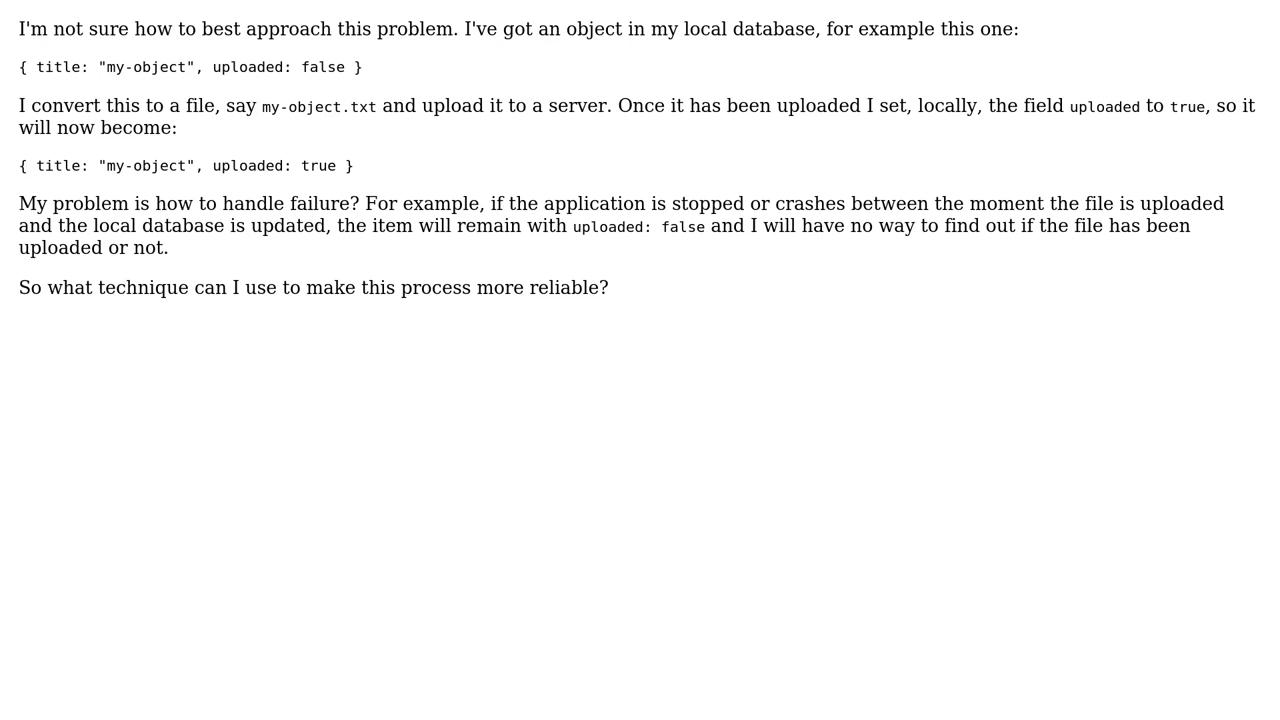 I'm not sure how to best approach this problem. I've got an object in my local database, for example this one:
{ title: "my-object", uploaded: false }
I convert this to a file, say my-object.txt and upload it to a server. Once it has been uploaded I set, locally, the field uploaded to true, so it
will now become:
{ title: "my-object", uploaded: true }
My problem is how to handle failure? For example, if the application is stopped or crashes between the moment the file is uploaded
and the local database is updated, the item will remain with uploaded: false and I will have no way to find out if the file has been
uploaded or not.
So what technique can I use to make this process more reliable?